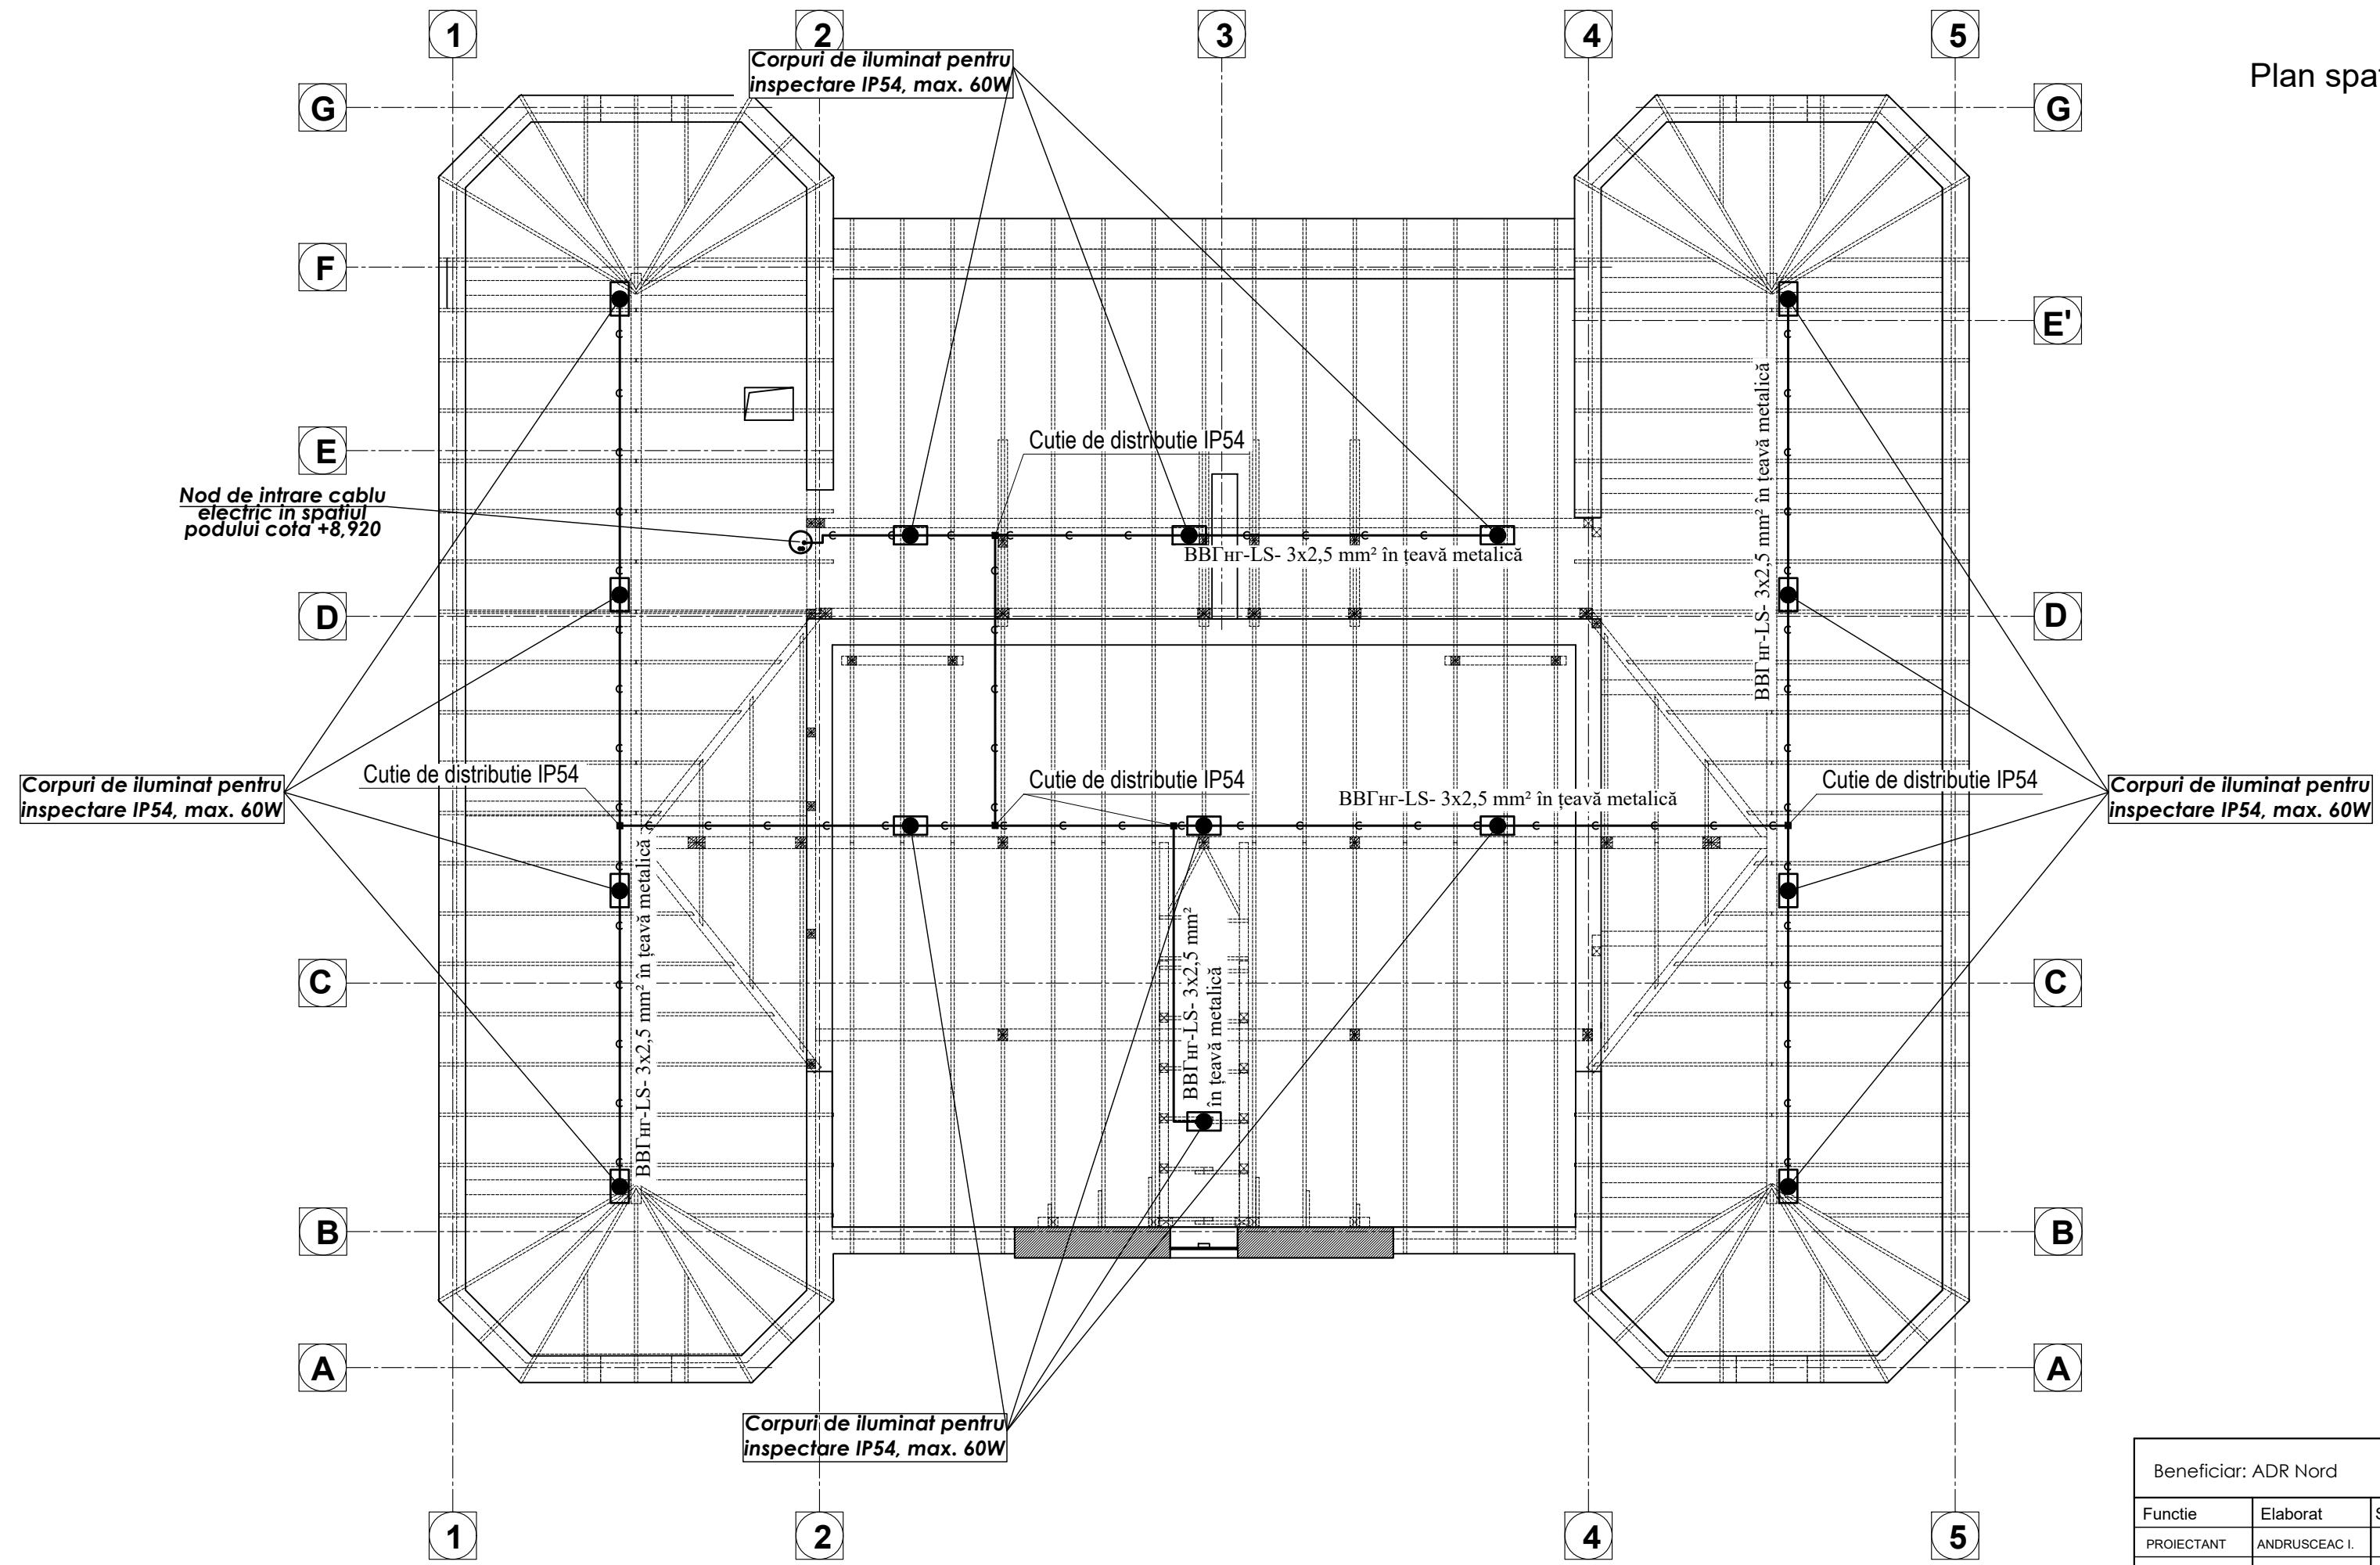 1
2
3
4
5
Corpuri de iluminat pentru
inspectare IP54, max. 60W
Plan
G
G
F
E'
E
Cutie de distributie IP54
Nod de intrare cablu
electric in spatiul
podului cota +8,920
ВВГнг-LS- 3x2,5 mm² în țeavă metalică
ВВГнг-LS- 3x2,5 mm² în țeavă metalică
D
D
Corpuri de iluminat pentru
inspectare IP54, max. 60W
Cutie de distributie IP54
Cutie de distributie IP54
ВВГнг-LS- 3x2,5 mm² în țeavă metalică
Cutie de distributie IP54
Corpuri de iluminat pentru
inspectare IP54, max. 60W
ВВГнг-LS- 3x2,5 mm² în țeavă metalică
ВВГнг-LS- 3x2,5 mm²
în țeavă metalică
C
C
B
B
A
A
Corpuri de iluminat pentru
inspectare IP54, max. 60W
1
2
4
5
Beneficiar: ADR Nord
Functie Elaborat
PROIECTANT ANDRUSCEAC I.